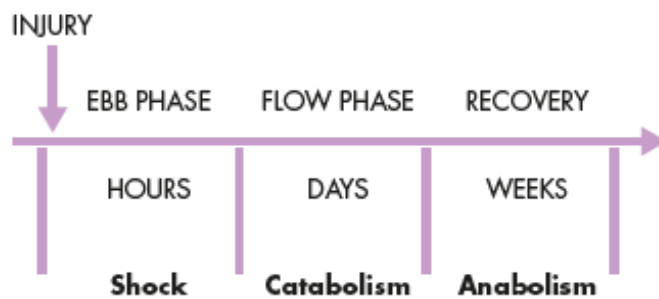 INJURY
EBB PHASE FLOW PHASE RECOVERY
HOURS DAYS WEEKS
Shock Catabolism Anabolism